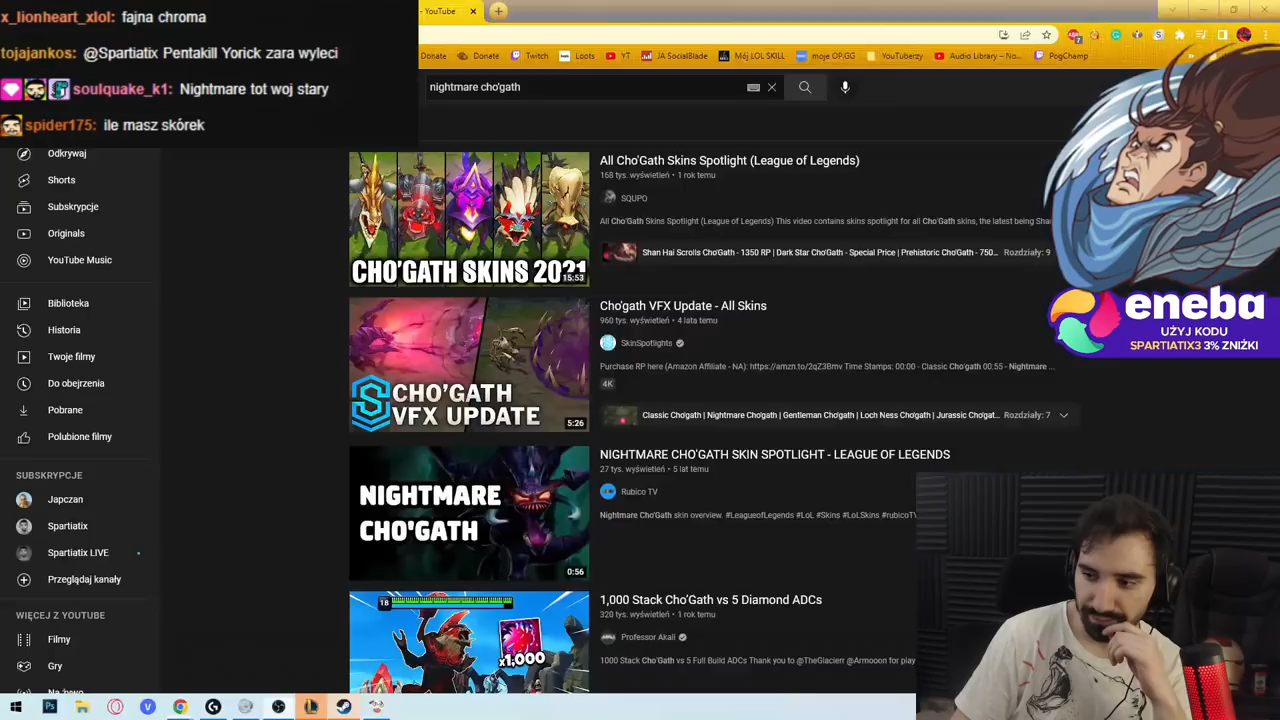 x_lionheart_xlol: fajna chroma
tojajankos: @Spartiatix Pentakill Yorick zara wyleci
soulquake_k1: Nightmare tot woj stary
spider175: ile masz skórek
- YouTube
Donate
Donate
Twitch
Loots
YT
JA SocialBlade
Mój LOL SKILL
moje OP.GG
YouTuberzy
Audio Library – No...
PogChamp
nightmare cho'gath
Odkrywaj
Shorts
Subskrypcje
Originals
YouTube Music
Biblioteka
Historia
Twoje filmy
Do obejrzenia
Pobrane
Polubione filmy
SUBSKRYPCJE
Japczan
Spartiatix
Spartiatix LIVE
Przeglądaj kanały
WIĘCEJ Z YOUTUBE
Filmy
Gry
Na żywo
CHO'GATH SKINS 2021
15:53
All Cho'Gath Skins Spotlight (League of Legends)
168 tys. wyświetleń • 1 rok temu
SQUPO
All Cho'Gath Skins Spotlight (League of Legends) This video contains skins spotlight for all Cho'Gath skins, the latest being Shan
Shan Hai Scrolls Cho'Gath - 1350 RP | Dark Star Cho'Gath - Special Price | Prehistoric Cho'Gath - 750...
Rozdziały: 9
CHO'GATH
VFX UPDATE
5:26
Cho'gath VFX Update - All Skins
960 tys. wyświetleń • 4 lata temu
SkinSpotlights
Purchase RP here (Amazon Affiliate - NA): https://amzn.to/2qZ3Bmv Time Stamps: 00:00 - Classic Cho'gath 00:55 - Nightmare ...
4K
Classic Cho'gath | Nightmare Cho'gath | Gentleman Cho'gath | Loch Ness Cho'gath | Jurassic Cho'gat...
Rozdziały: 7
NIGHTMARE
CHO'GATH
0:56
NIGHTMARE CHO'GATH SKIN SPOTLIGHT - LEAGUE OF LEGENDS
27 tys. wyświetleń • 5 lat temu
Rubico TV
Nightmare Cho'Gath skin overview. #LeagueofLegends #LoL #Skins #LoLSkins #rubicoTV
18
x1,000
1,000 Stack Cho'Gath vs 5 Diamond ADCs
320 tys. wyświetleń • 1 rok temu
Professor Akali
1000 Stack Cho'Gath vs 5 Full Build ADCs Thank you to @TheGlacierr @Armooon for play
eneba
UŻYJ KODU
SPARTIATIX3 3% ZNIŻKI